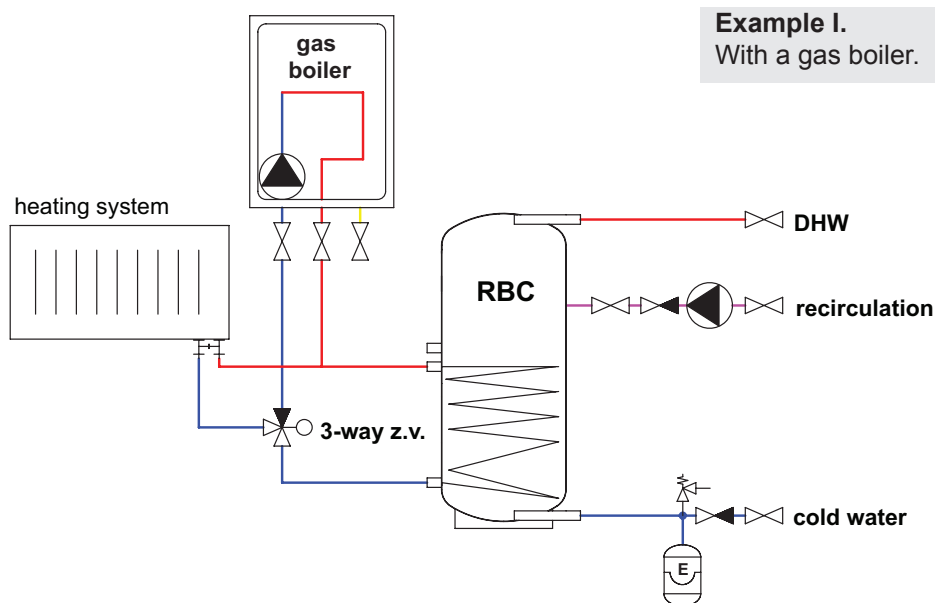 Example I.
With a gas boiler.
gas
boiler
heating system
DHW
RBC
recirculation
3-way z.v.
cold water
E